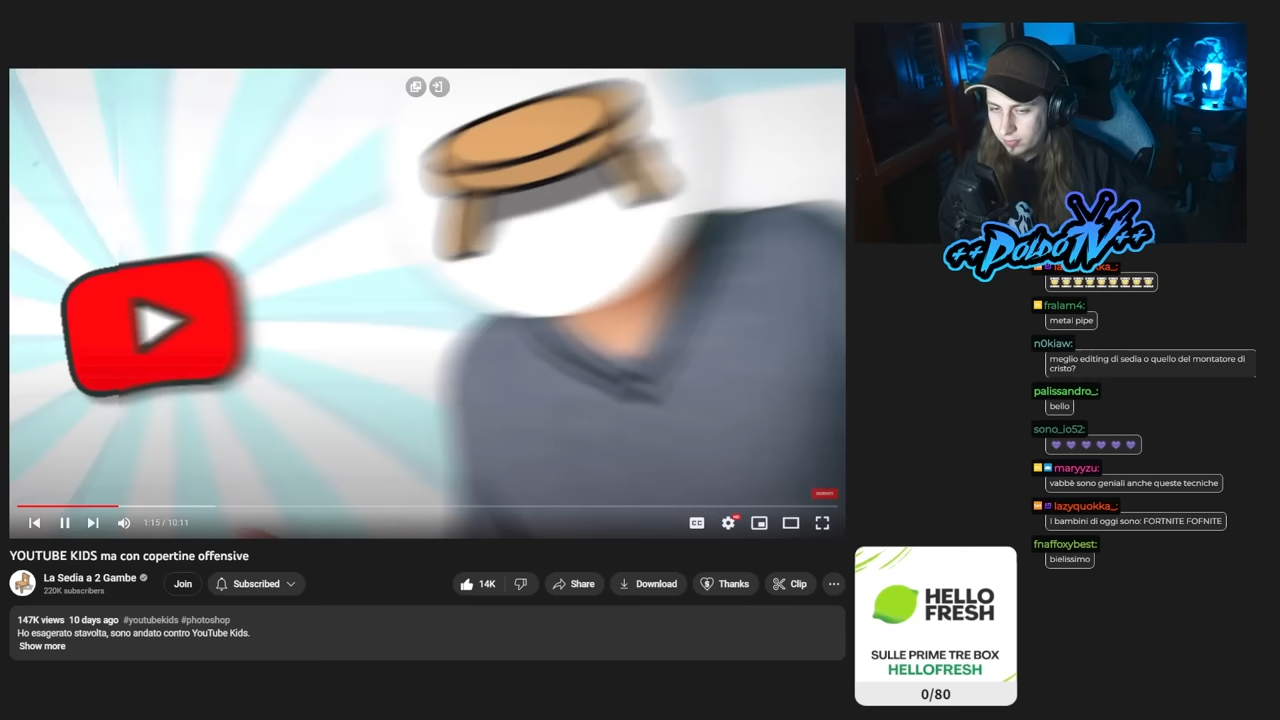 1:15 / 10:11
CC
HD
YOUTUBE KIDS ma con copertine offensive
La Sedia a 2 Gambe
220K subscribers
Join
Subscribed
14K
Share
Download
Thanks
Clip
147K views 10 days ago #youtubekids #photoshop
Ho esagerato stavolta, sono andato contro YouTube Kids.
Show more
++POLDOTV++
fralam4:
metal pipe
n0kiaw:
meglio editing di sedia o quello del montatore di
cristo?
palissandro_:
bello
sono_io52:
maryyzu:
vabbè sono geniali anche queste tecniche
lazyquokka_:
I bambini di oggi sono: FORTNITE FOFNITE
fnaffoxybest:
bielissimo
HELLO
FRESH
SULLE PRIME TRE BOX
HELLOFRESH
0/80